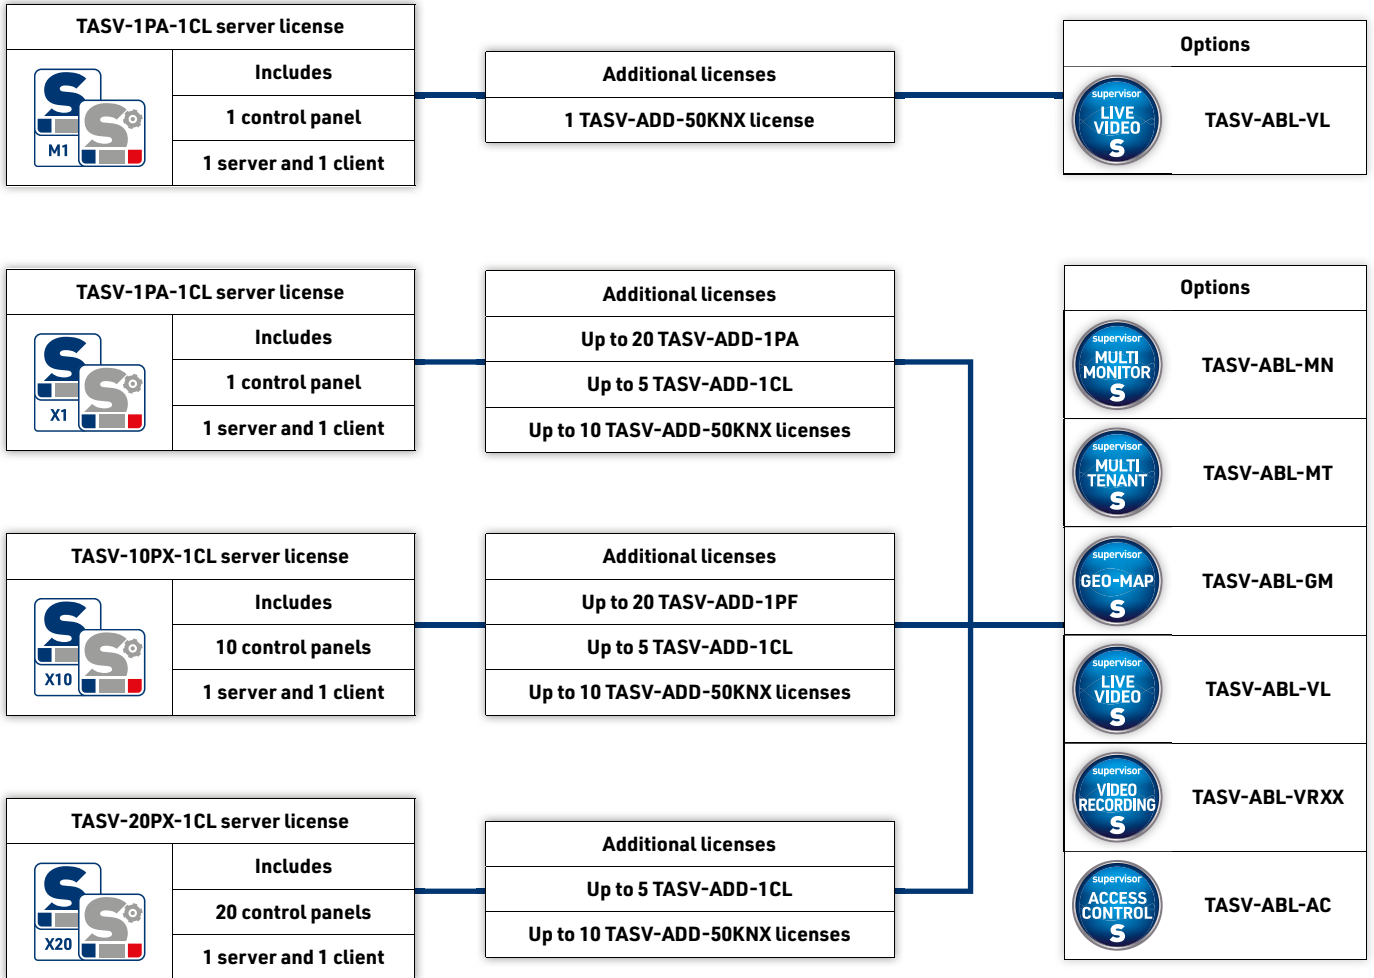 TASV-1PA-1CL server license
M1
Includes
1 control panel
1 server and 1 client
Additional licenses
1 TASV-ADD-50KNX license
Options
supervisor
LIVE
VIDEO
S
TASV-ABL-VL
TASV-1PA-1CL server license
X1
Includes
1 control panel
1 server and 1 client
Additional licenses
Up to 20 TASV-ADD-1PA
Up to 5 TASV-ADD-1CL
Up to 10 TASV-ADD-50KNX licenses
TASV-10PX-1CL server license
X10
Includes
10 control panels
1 server and 1 client
Additional licenses
Up to 20 TASV-ADD-1PF
Up to 5 TASV-ADD-1CL
Up to 10 TASV-ADD-50KNX licenses
TASV-20PX-1CL server license
X20
Includes
20 control panels
1 server and 1 client
Additional licenses
Up to 5 TASV-ADD-1CL
Up to 10 TASV-ADD-50KNX licenses
Options
supervisor
MULTI
MONITOR
S
TASV-ABL-MN
supervisor
MULTI
TENANT
S
TASV-ABL-MT
supervisor
GEO-MAP
S
TASV-ABL-GM
supervisor
LIVE
VIDEO
S
TASV-ABL-VL
supervisor
VIDEO
RECORDING
S
TASV-ABL-VRXX
supervisor
ACCESS
CONTROL
S
TASV-ABL-AC